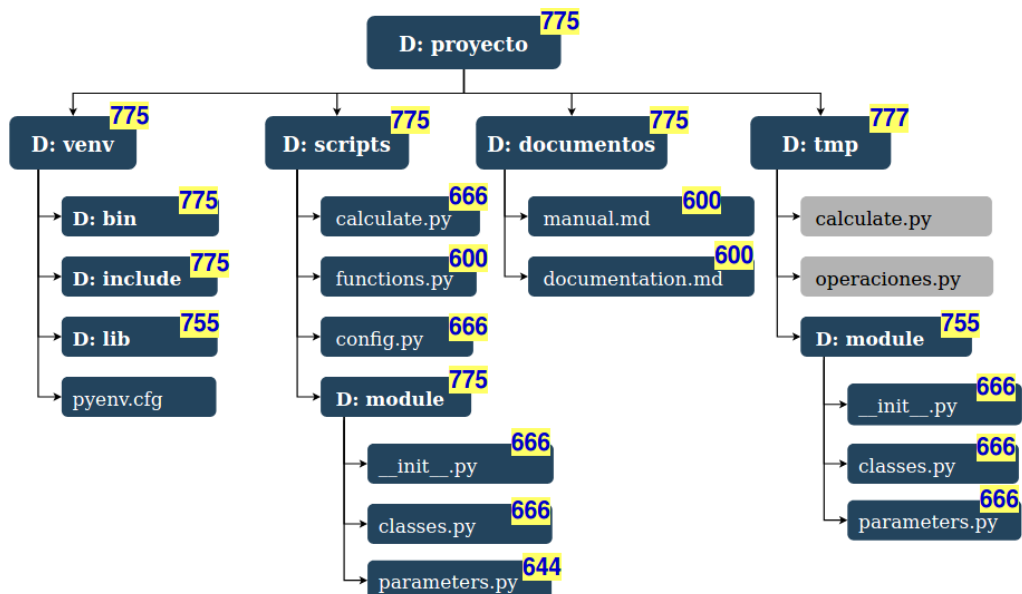 775
D: proyecto
775
D: venv
775
D: scripts
775
D: documentos
777
D: tmp
775
D: bin
775
D: include
755
D: lib
pyenv.cfg
666
calculate.py
600
functions.py
666
config.py
775
D: module
666
__init__.py
666
classes.py
644
parameters.py
600
manual.md
600
documentation.md
calculate.py
operaciones.py
755
D: module
666
__init__.py
666
classes.py
666
parameters.py